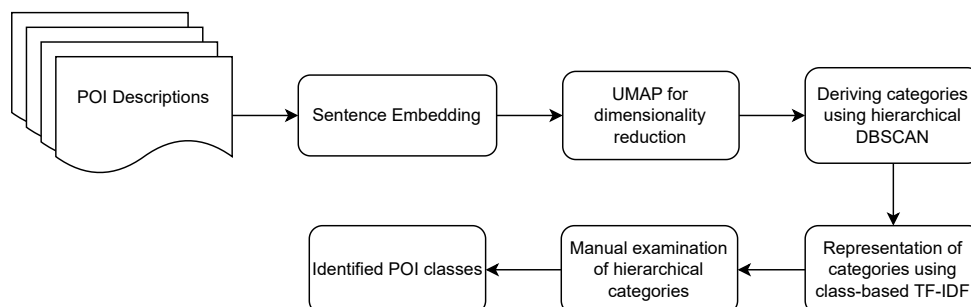 POI Descriptions
Sentence Embedding
UMAP for
dimensionality
reduction
Deriving categories
using hierarchical
DBSCAN
Representation of
categories using
class-based TF-IDF
Manual examination
of hierarchical
categories
Identified POI classes